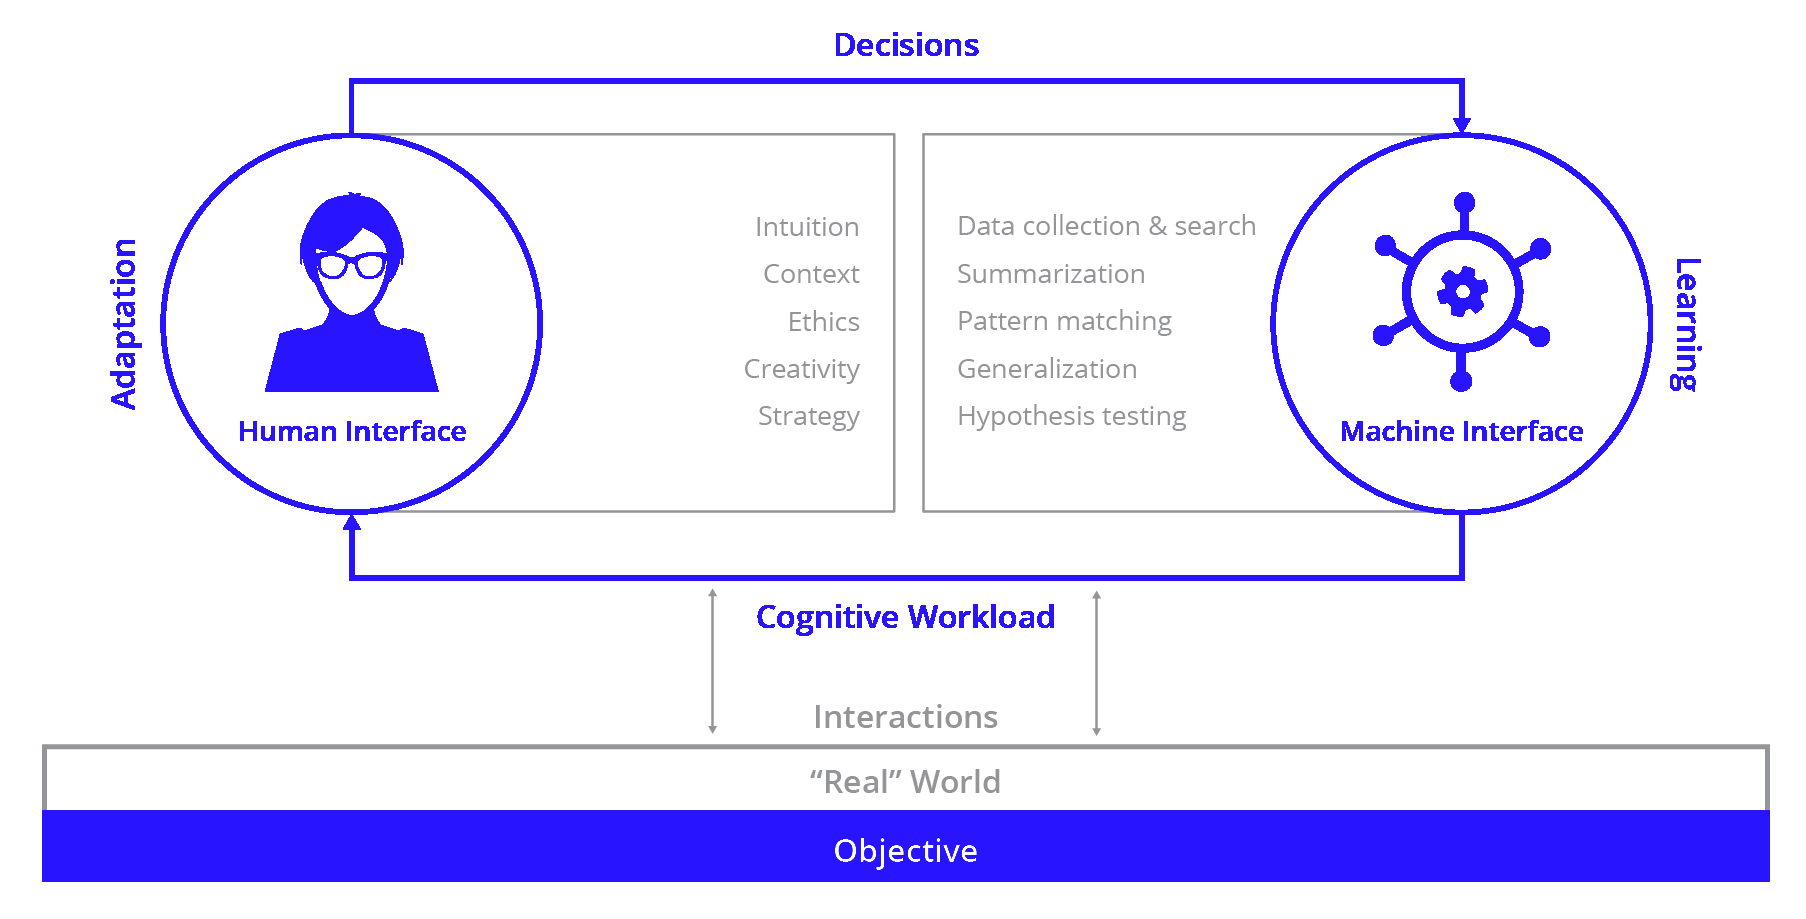 Decisions
Adaptation
Human Interface
Intuition
Context
Ethics
Creativity
Strategy
Data collection & search
Summarization
Pattern matching
Generalization
Hypothesis testing
Machine Interface
Learning
Cognitive Workload
Interactions
“Real” World
Objective